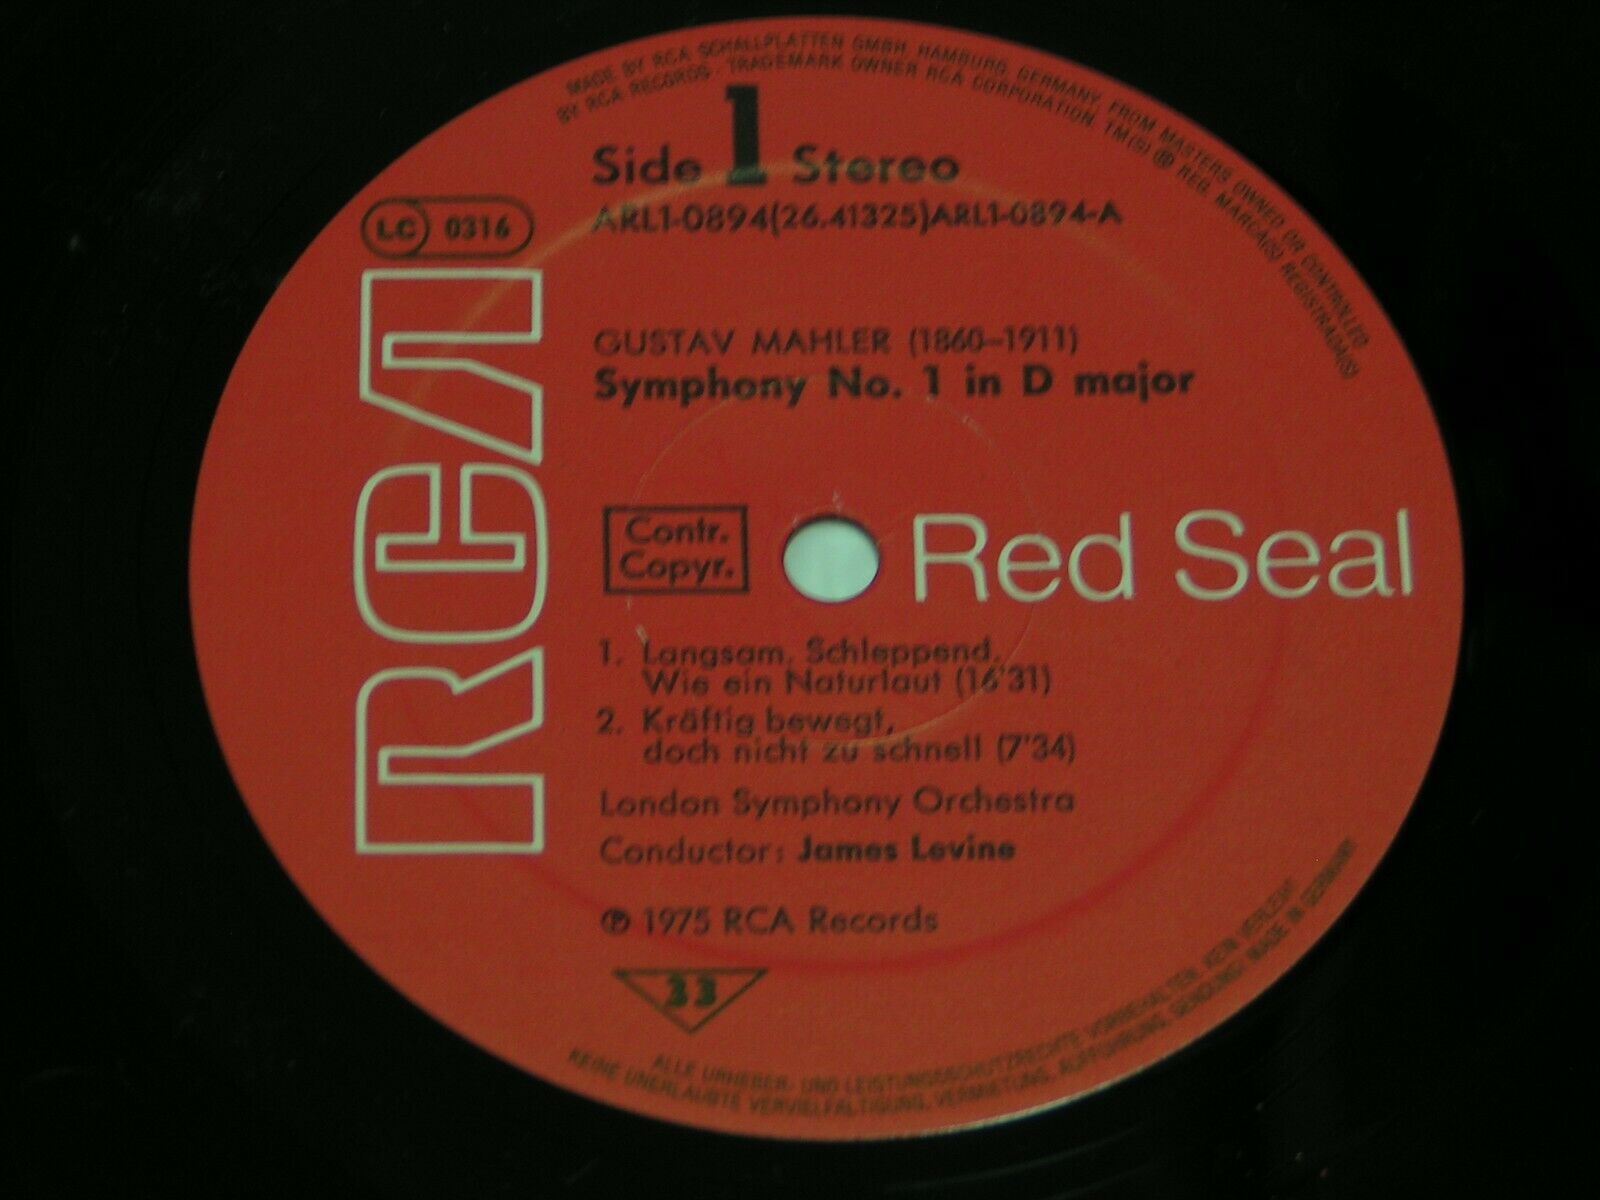 MADE BY RCA SCHALLPLATTEN GMBH, HAMBURG, GERMANY, FROM MASTERS OWNED OR CONTROLLED
BY RCA RECORDS · TRADEMARK OWNER RCA CORPORATION. TM(S) ® REG. MARCA(S) REGISTRADA(S)
Side 1 Stereo
ARL1-0894(26.41325)ARL1-0894-A
LC 0316
RCA
GUSTAV MAHLER (1860–1911)
Symphony No. 1 in D major
Contr.
Copyr.
Red Seal
1. Langsam, Schleppend.
Wie ein Naturlaut (16'31)
2. Kräftig bewegt,
doch nicht zu schnell (7'34)
London Symphony Orchestra
Conductor: James Levine
℗ 1975 RCA Records
33
ALLE URHEBER- UND LEISTUNGSSCHUTZRECHTE VORBEHALTEN. KEIN VERLEIH!
KEINE UNERLAUBTE VERVIELFÄLTIGUNG, VERMIETUNG, AUFFÜHRUNG, SENDUNG! MADE IN GERMANY